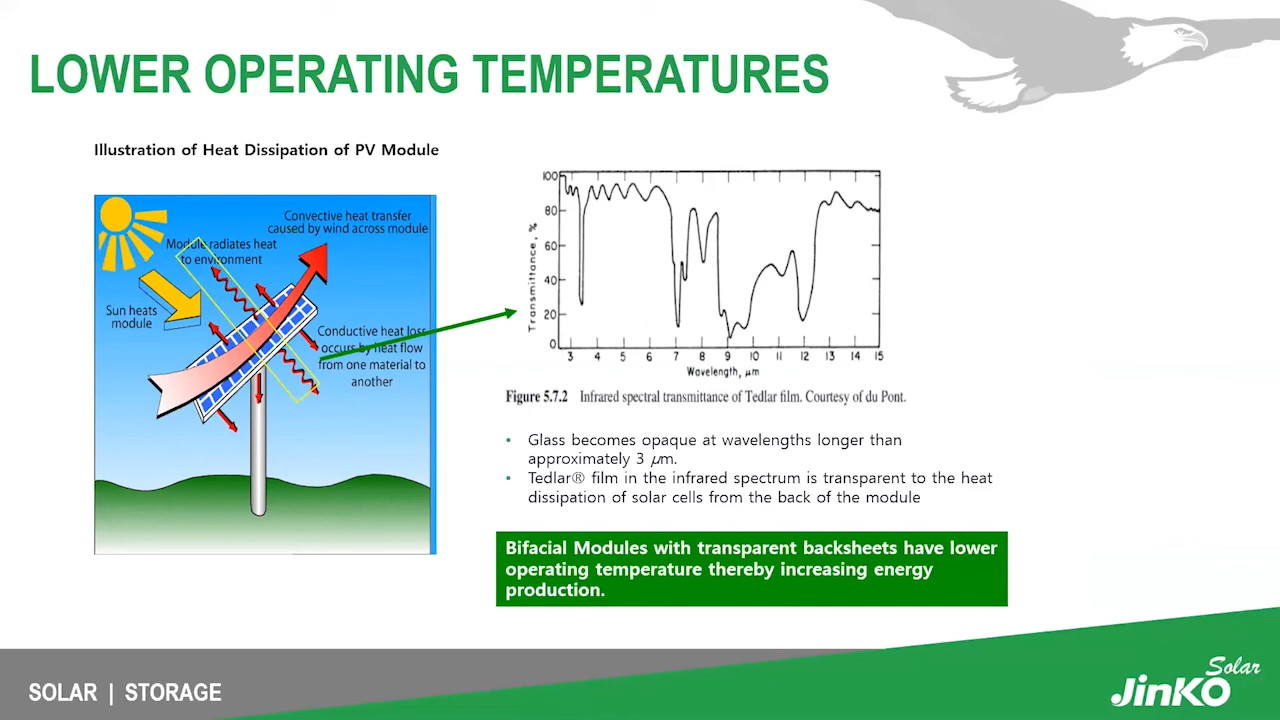 LOWER OPERATING TEMPERATURES
Illustration of Heat Dissipation of PV Module
Convective heat transfer
caused by wind across module
Module radiates heat
to environment
Sun heats
module
Conductive heat loss
occurs by heat flow
from one material to
another
100
80
60
40
20
0
Transmittance, %
3 4 5 6 7 8 9 10 11 12 13 14 15
Wavelength, μm
Figure 5.7.2 Infrared spectral transmittance of Tedlar film. Courtesy of du Pont.
• Glass becomes opaque at wavelengths longer than
approximately 3 μm.
• Tedlar® film in the infrared spectrum is transparent to the heat
dissipation of solar cells from the back of the module
Bifacial Modules with transparent backsheets have lower
operating temperature thereby increasing energy
production.
SOLAR | STORAGE
Solar
JinKO